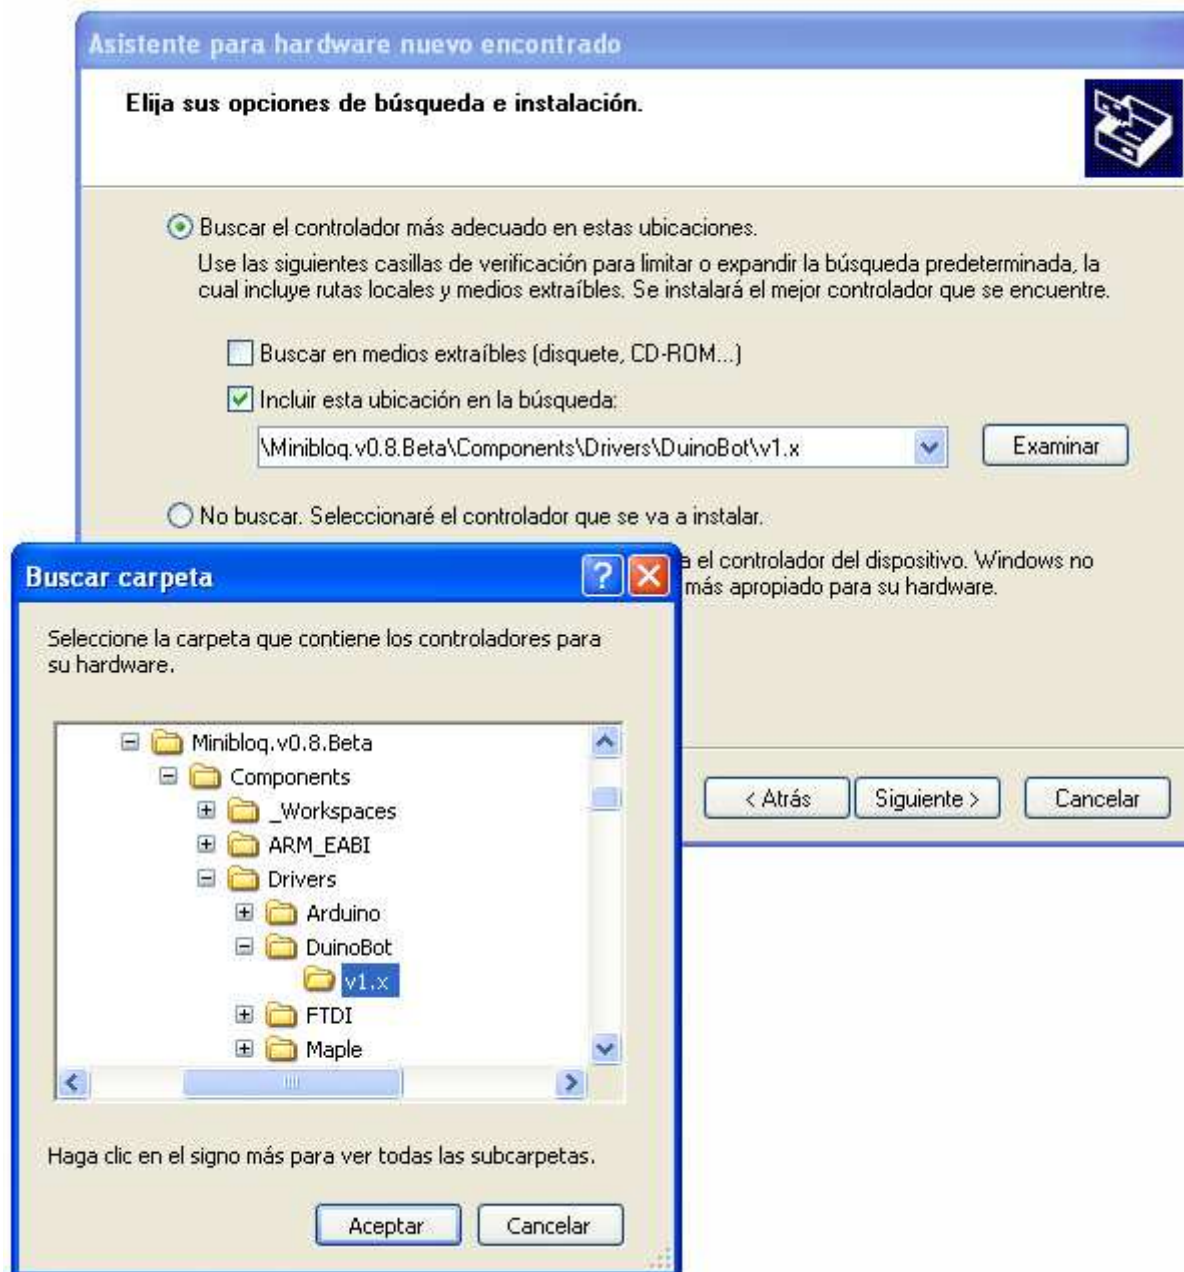 Asistente para hardware nuevo encontrado
Elija sus opciones de búsqueda e instalación.
Buscar el controlador más adecuado en estas ubicaciones.
Use las siguientes casillas de verificación para limitar o expandir la búsqueda predeterminada, la
cual incluye rutas locales y medios extraíbles. Se instalará el mejor controlador que se encuentre.
Buscar en medios extraíbles (disquete, CD-ROM...)
Incluir esta ubicación en la búsqueda:
\Minibloq.v0.8.Beta\Components\Drivers\DuinoBot\v1.x
Examinar
No buscar. Seleccionaré el controlador que se va a instalar.
el controlador del dispositivo. Windows no
más apropiado para su hardware.
< Atrás
Siguiente >
Cancelar
Buscar carpeta
Seleccione la carpeta que contiene los controladores para
su hardware.
Minibloq.v0.8.Beta
Components
_Workspaces
ARM_EABI
Drivers
Arduino
DuinoBot
v1.x
FTDI
Maple
Haga clic en el signo más para ver todas las subcarpetas.
Aceptar
Cancelar